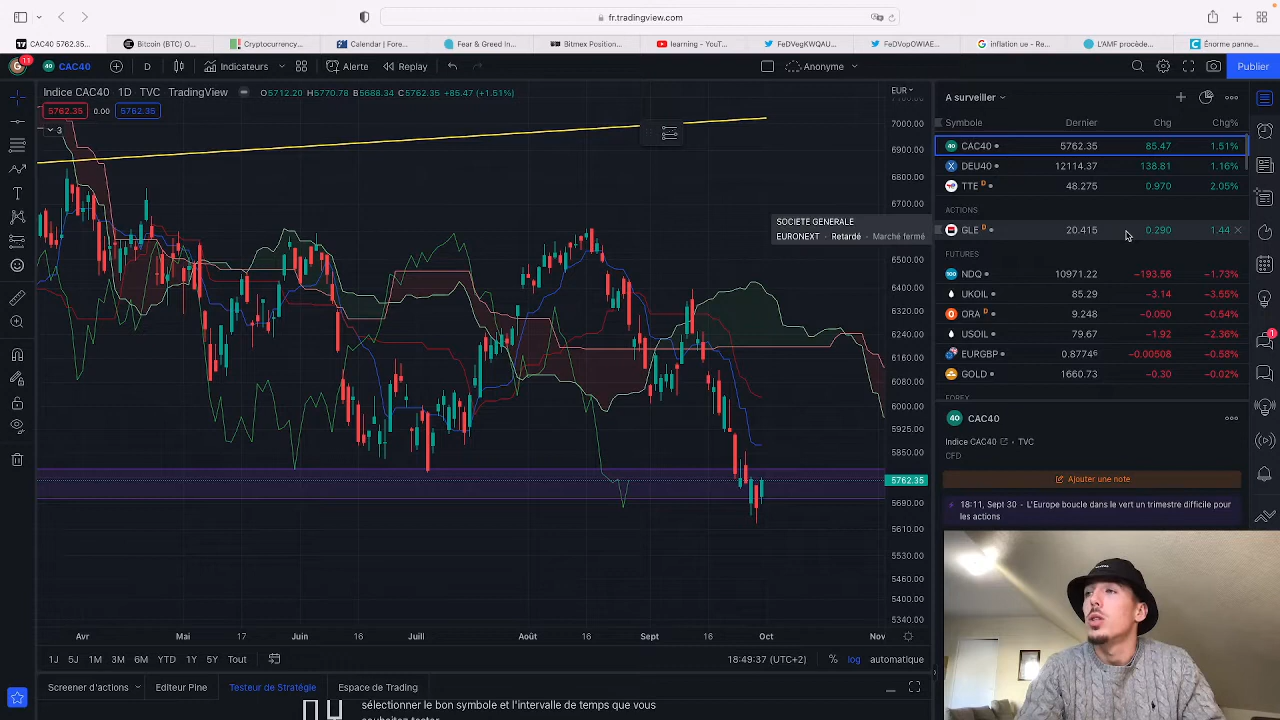 fr.tradingview.com
CAC40 5762.35...
Bitcoin (BTC) O...
Cryptocurrency...
Calendar | Fore...
Fear & Greed In...
Bitmex Position...
learning - YouT...
FeDVegKWQAU...
FeDVopOWIAE...
inflation ue - Re...
L'AMF procède...
Énorme panne...
11
40 CAC40
D
Indicateurs
Alerte
Replay
Anonyme
Publier
Indice CAC40 1D TVC TradingView
O5712.20 H5770.78 B5688.34 C5762.35 +85.47 (+1.51%)
EUR
5762.35 0.00 5762.35
3
7000.00
6900.00
6800.00
6700.00
6500.00
6400.00
6320.00
6240.00
6160.00
6080.00
6000.00
5925.00
5850.00
5762.35
5690.00
5610.00
5530.00
5460.00
5400.00
5340.00
Avr Mai 17 Juin 16 Juill Août 16 Sept 16 Oct Nov
1J 5J 1M 3M 6M YTD 1Y 5Y Tout
18:49:37 (UTC+2) % log automatique
Screener d'actions Editeur Pine Testeur de Stratégie Espace de Trading
sélectionner le bon symbole et l'intervalle de temps que vous
souhaitez tester
A surveiller
Symbole Dernier Chg Chg%
40 CAC40 5762.35 85.47 1.51%
DEU40 12114.37 138.81 1.16%
TTE D 48.275 0.970 2.05%
ACTIONS
SOCIETE GENERALE
EURONEXT - Retardé - Marché fermé
GLE D 20.415 0.290 1.44
FUTURES
100 NDQ 10971.22 −193.56 −1.73%
UKOIL 85.29 −3.14 −3.55%
ORA D 9.248 −0.050 −0.54%
USOIL 79.67 −1.92 −2.36%
EURGBP 0.87746 −0.00508 −0.58%
GOLD 1660.73 −0.30 −0.02%
FOREX
40 CAC40
Indice CAC40 TVC
CFD
Ajoutez une note
18:11, Sept 30 - L'Europe boucle dans le vert un trimestre difficile pour
les actions
1